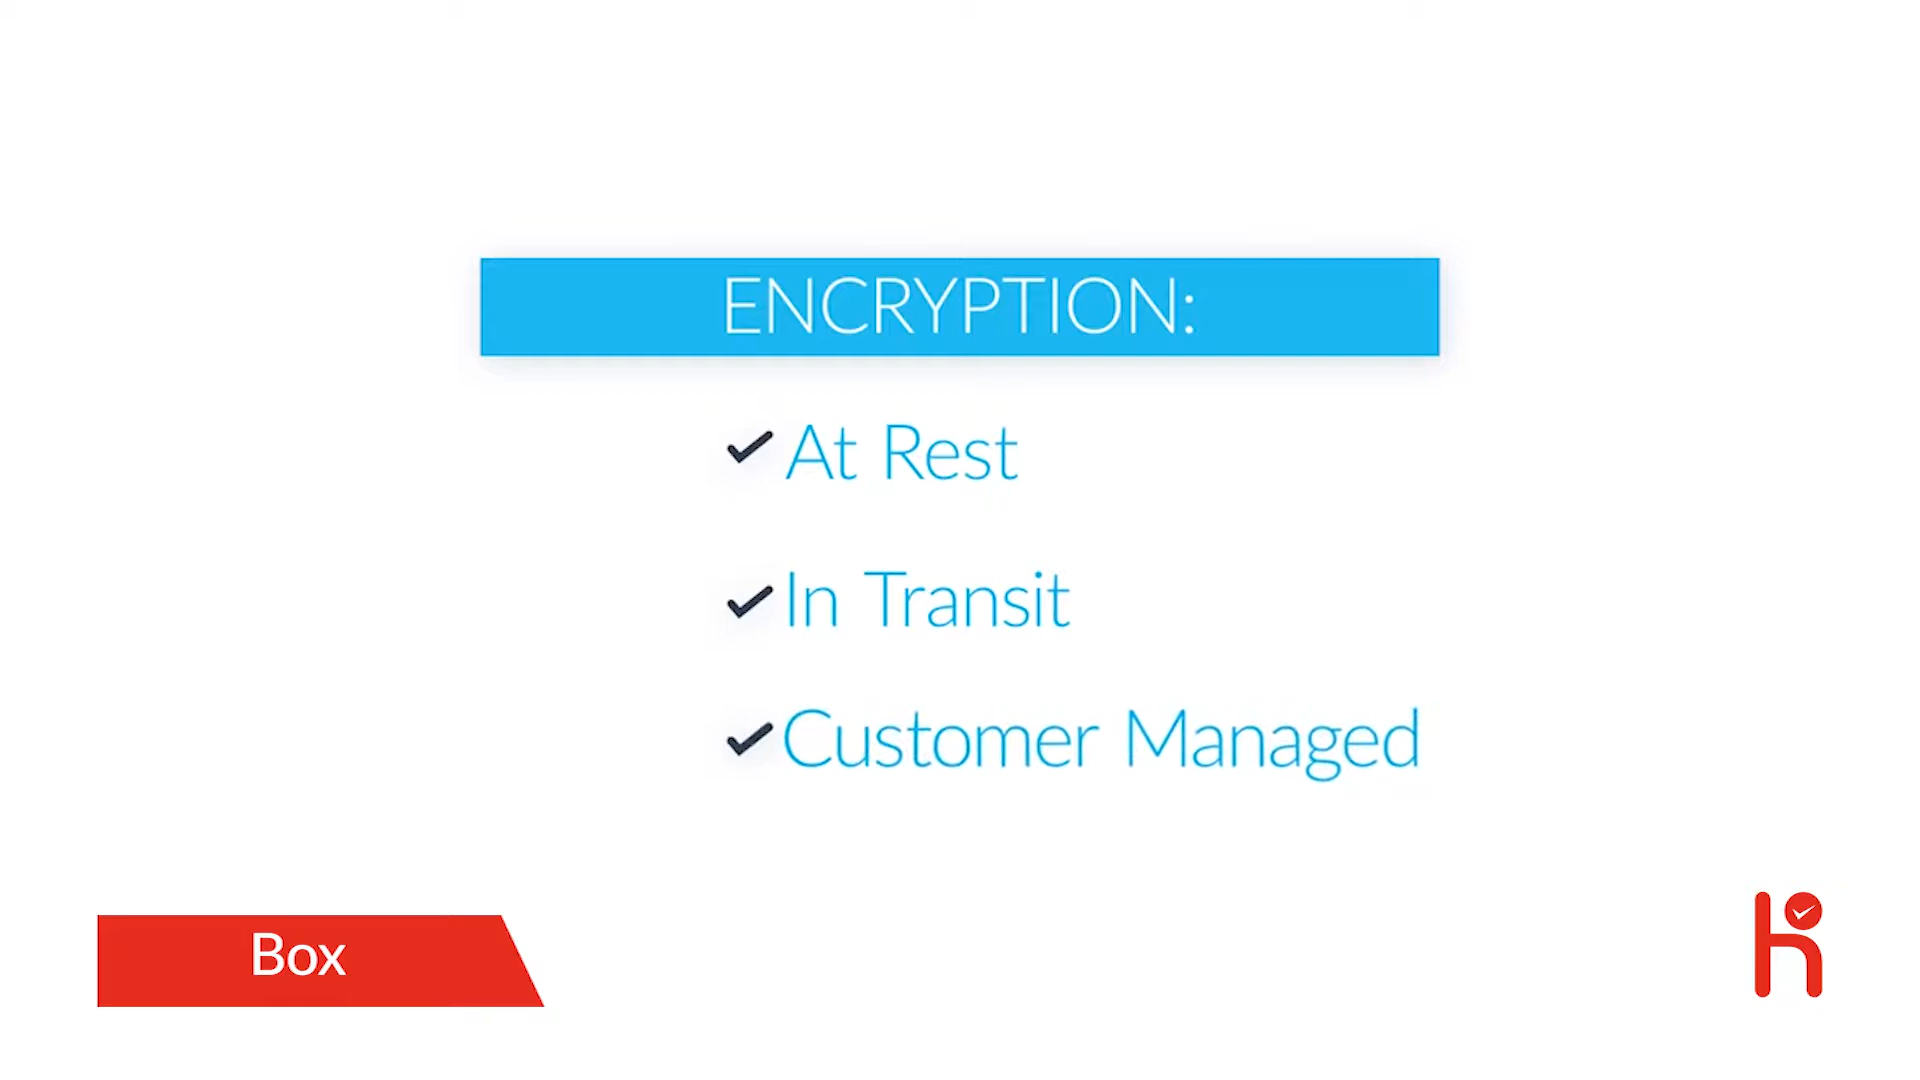 ENCRYPTION:
At Rest
In Transit
Customer Managed
Box